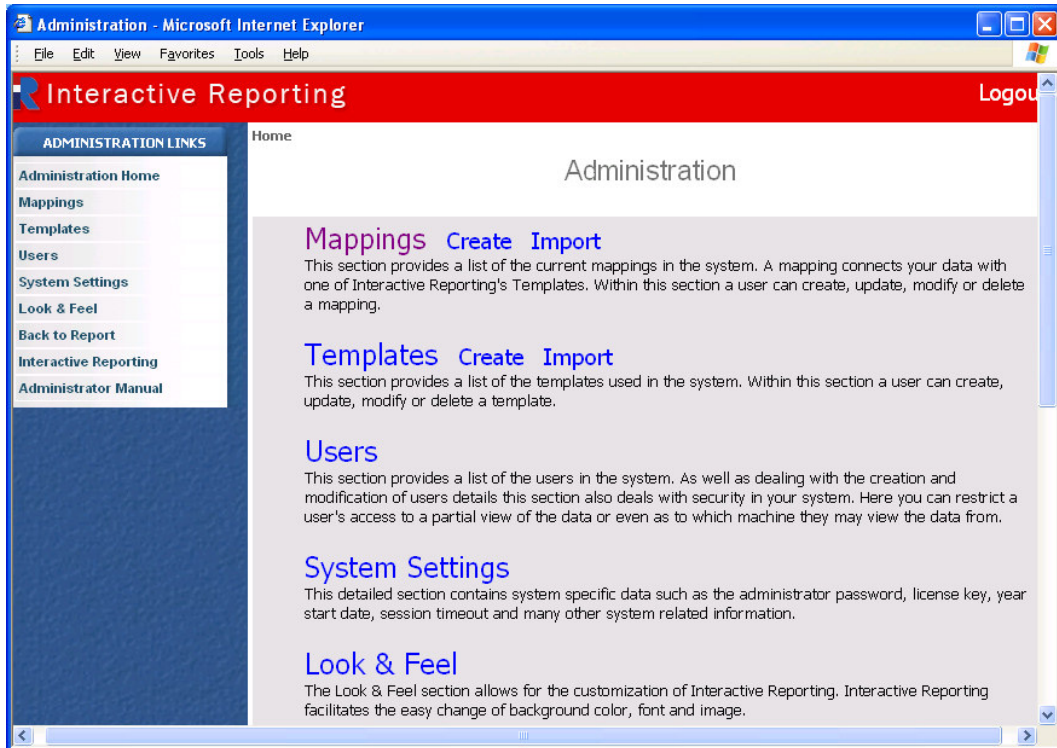 Administration - Microsoft Internet Explorer
File Edit View Favorites Tools Help
Interactive Reporting
Logou
ADMINISTRATION LINKS
Administration Home
Mappings
Templates
Users
System Settings
Look & Feel
Back to Report
Interactive Reporting
Administrator Manual
Home
Administration
Mappings Create Import
This section provides a list of the current mappings in the system. A mapping connects your data with
one of Interactive Reporting's Templates. Within this section a user can create, update, modify or delete
a mapping.
Templates Create Import
This section provides a list of the templates used in the system. Within this section a user can create,
update, modify or delete a template.
Users
This section provides a list of the users in the system. As well as dealing with the creation and
modification of users details this section also deals with security in your system. Here you can restrict a
user's access to a partial view of the data or even as to which machine they may view the data from.
System Settings
This detailed section contains system specific data such as the administrator password, license key, year
start date, session timeout and many other system related information.
Look & Feel
The Look & Feel section allows for the customization of Interactive Reporting. Interactive Reporting
facilitates the easy change of background color, font and image.